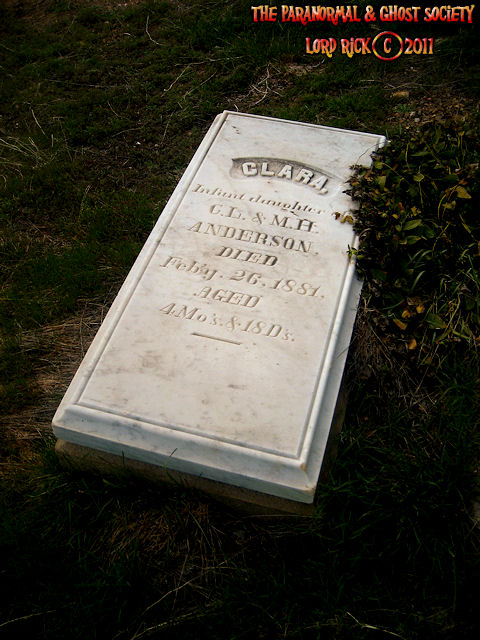 THE PARANORMAL & GHOST SOCIETY
LORD RICK © 2011
CLARA,
Infant daughter
C.L. & M.H.
ANDERSON.
DIED
Feb'y. 26. 1881.
AGED
4 Mo's. & 18 D's.